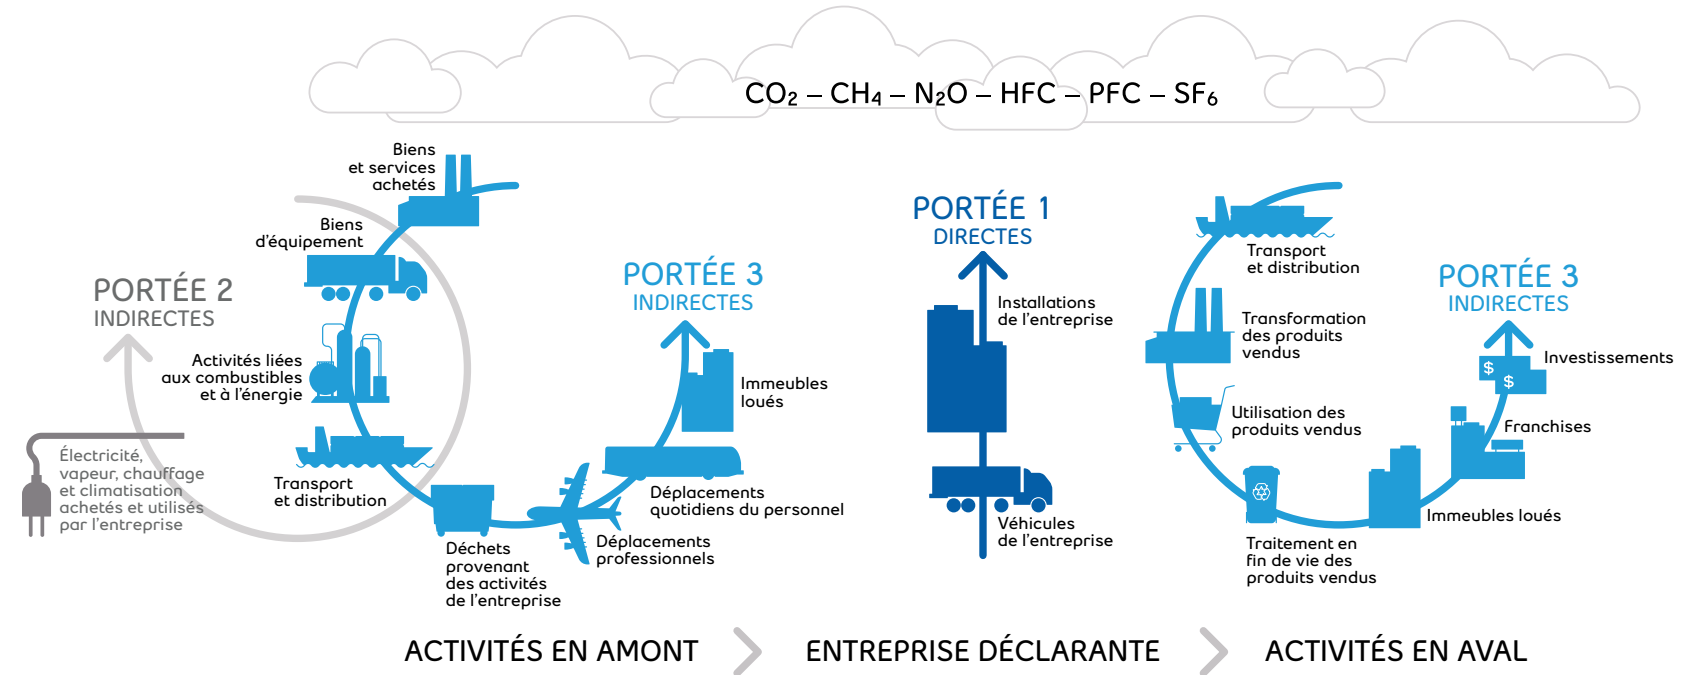 CO₂ – CH₄ – N₂O – HFC – PFC – SF₆
PORTÉE 2
INDIRECTES
Électricité,
vapeur, chauffage
et climatisation
achetés et utilisés
par l'entreprise
Biens
et services
achetés
Biens
d'équipement
Activités liées
aux combustibles
et à l'énergie
Transport
et distribution
Déchets
provenant
des activités
de l'entreprise
Déplacements
professionnels
Déplacements
quotidiens du personnel
Immeubles
loués
PORTÉE 3
INDIRECTES
PORTÉE 1
DIRECTES
Installations
de l'entreprise
Véhicules
de l'entreprise
Transport
et distribution
Transformation
des produits
vendus
Utilisation des
produits vendus
Traitement en
fin de vie des
produits vendus
Immeubles loués
Franchises
Investissements
$
$
PORTÉE 3
INDIRECTES
ACTIVITÉS EN AMONT
ENTREPRISE DÉCLARANTE
ACTIVITÉS EN AVAL